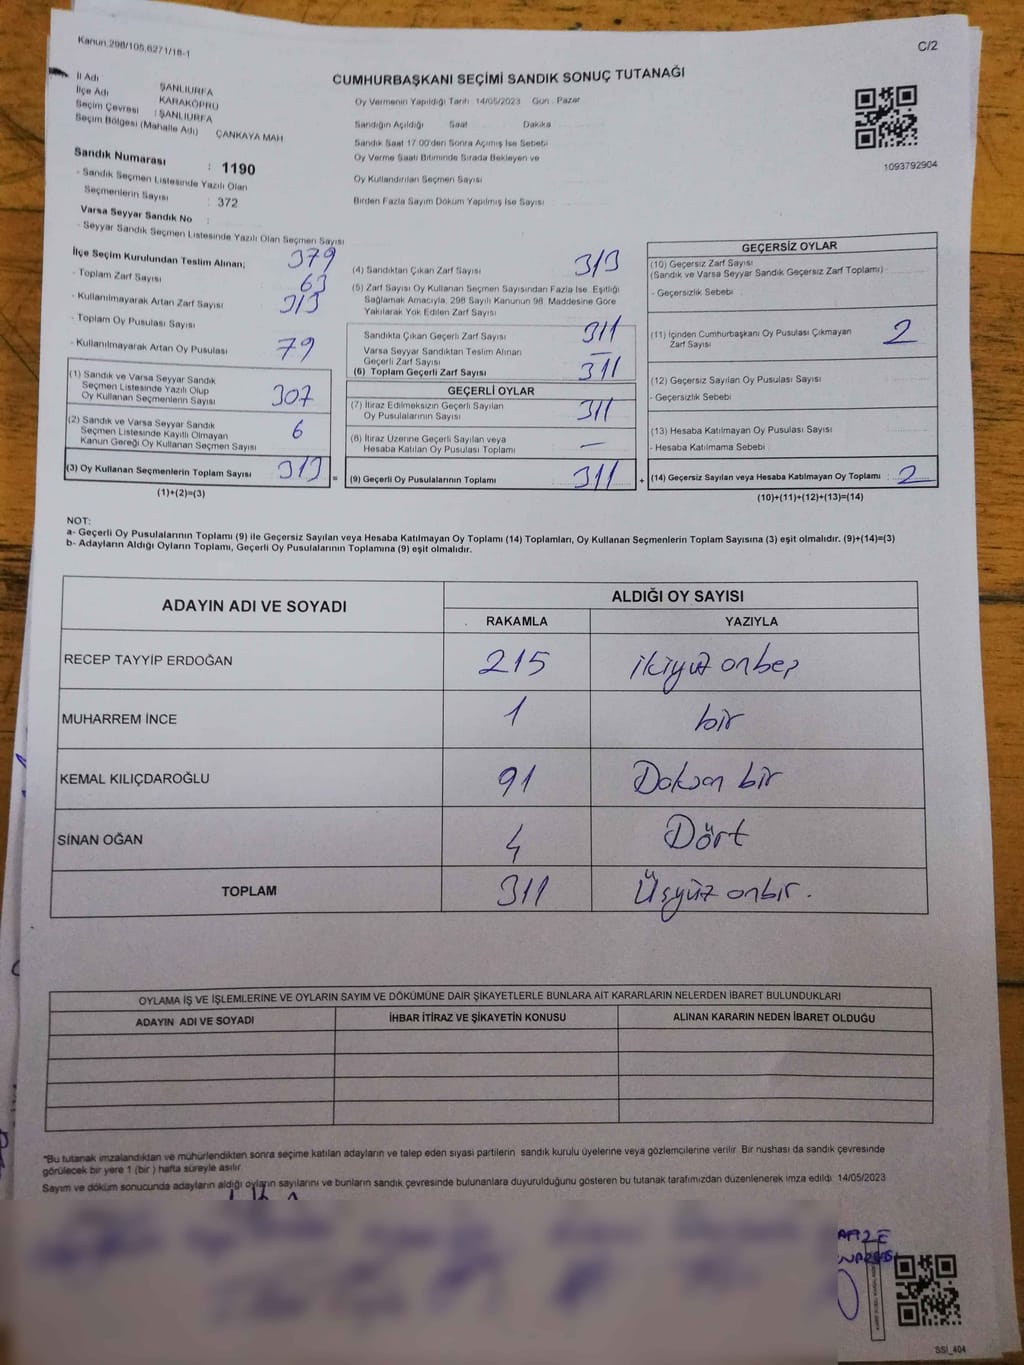 Kanun 298/105,6271/18-1
C/2
CUMHURBAŞKANI SEÇİMİ SANDIK SONUÇ TUTANAĞI
İl Adı ŞANLIURFA
İlçe Adı KARAKÖPRÜ
Seçim Çevresi : ŞANLIURFA
Seçim Bölgesi (Mahalle Adı) ÇANKAYA MAH
Sandık Numarası : 1190
- Sandık Seçmen Listesinde Yazılı Olan
Seçmenlerin Sayısı : 372
Varsa Seyyar Sandık No :
- Seyyar Sandık Seçmen Listesinde Yazılı Olan Seçmen Sayısı
Oy Vermenin Yapıldığı Tarih : 14/05/2023 Gün : Pazar
Sandığın Açıldığı Saat Dakika
Sandık Saat 17.00'den Sonra Açılmış İse Sebebi
Oy Verme Saati Bitiminde Sırada Bekleyen ve
Oy Kullandırılan Seçmen Sayısı
Birden Fazla Sayım Döküm Yapılmış İse Sayısı
1093792904
İlçe Seçim Kurulundan Teslim Alınan;
- Toplam Zarf Sayısı 379
- Kullanılmayarak Artan Zarf Sayısı 63
- Toplam Oy Pusulası Sayısı 313
- Kullanılmayarak Artan Oy Pusulası 79
(1) Sandık ve Varsa Seyyar Sandık
Seçmen Listesinde Yazılı Olup
Oy Kullanan Seçmenlerin Sayısı 307
(2) Sandık ve Varsa Seyyar Sandık
Seçmen Listesinde Kayıtlı Olmayan
Kanun Gereği Oy Kullanan Seçmen Sayısı 6
(3) Oy Kullanan Seçmenlerin Toplam Sayısı 313
(1)+(2)=(3)
(4) Sandıktan Çıkan Zarf Sayısı 313
(5) Zarf Sayısı Oy Kullanan Seçmen Sayısından Fazla İse, Eşitliği
Sağlamak Amacıyla, 298 Sayılı Kanunun 98. Maddesine Göre
Yakılarak Yok Edilen Zarf Sayısı
Sandıkta Çıkan Geçerli Zarf Sayısı 311
Varsa Seyyar Sandıktan Teslim Alınan
Geçerli Zarf Sayısı —
(6) Toplam Geçerli Zarf Sayısı 311
GEÇERLİ OYLAR
(7) İtiraz Edilmeksizin Geçerli Sayılan
Oy Pusulalarının Sayısı 311
(8) İtiraz Üzerine Geçerli Sayılan veya
Hesaba Katılan Oy Pusulası Toplamı —
= (9) Geçerli Oy Pusulalarının Toplamı 311
GEÇERSİZ OYLAR
(10) Geçersiz Zarf Sayısı
(Sandık ve Varsa Seyyar Sandık Geçersiz Zarf Toplamı)
- Geçersizlik Sebebi
(11) İçinden Cumhurbaşkanı Oy Pusulası Çıkmayan
Zarf Sayısı 2
(12) Geçersiz Sayılan Oy Pusulası Sayısı
- Geçersizlik Sebebi
(13) Hesaba Katılmayan Oy Pusulası Sayısı
- Hesaba Katılmama Sebebi
+ (14) Geçersiz Sayılan veya Hesaba Katılmayan Oy Toplamı 2
(10)+(11)+(12)+(13)=(14)
NOT:
a- Geçerli Oy Pusulalarının Toplamı (9) ile Geçersiz Sayılan veya Hesaba Katılmayan Oy Toplamı (14) Toplamları, Oy Kullanan Seçmenlerin Toplam Sayısına (3) eşit olmalıdır. (9)+(14)=(3)
b- Adayların Aldığı Oyların Toplamı, Geçerli Oy Pusulalarının Toplamına (9) eşit olmalıdır.
ADAYIN ADI VE SOYADI ALDIĞI OY SAYISI
RAKAMLA YAZIYLA
RECEP TAYYİP ERDOĞAN 215 ikiyüz onbeş
MUHARREM İNCE 1 bir
KEMAL KILIÇDAROĞLU 91 Doksan bir
SİNAN OĞAN 4 Dört
TOPLAM 311 Üçyüz onbir.
OYLAMA İŞ VE İŞLEMLERİNE VE OYLARIN SAYIM VE DÖKÜMÜNE DAİR ŞİKAYETLERLE BUNLARA AİT KARARLARIN NELERDEN İBARET BULUNDUKLARI
ADAYIN ADI VE SOYADI İHBAR İTİRAZ VE ŞİKAYETİN KONUSU ALINAN KARARIN NEDEN İBARET OLDUĞU
*Bu tutanak imzalandıktan ve mühürlendikten sonra seçime katılan adayların ve talep eden siyasi partilerin sandık kurulu üyelerine veya gözlemcilerine verilir. Bir nushası da sandık çevresinde
görülecek bir yere 1 (bir ) hafta süreyle asılır.
Sayım ve döküm sonucunda adayların aldığı oyların sayılarını ve bunların sandık çevresinde bulunanlara duyurulduğunu gösteren bu tutanak tarafımızdan düzenlenerek imza edildi. 14/05/2023
SSI_404